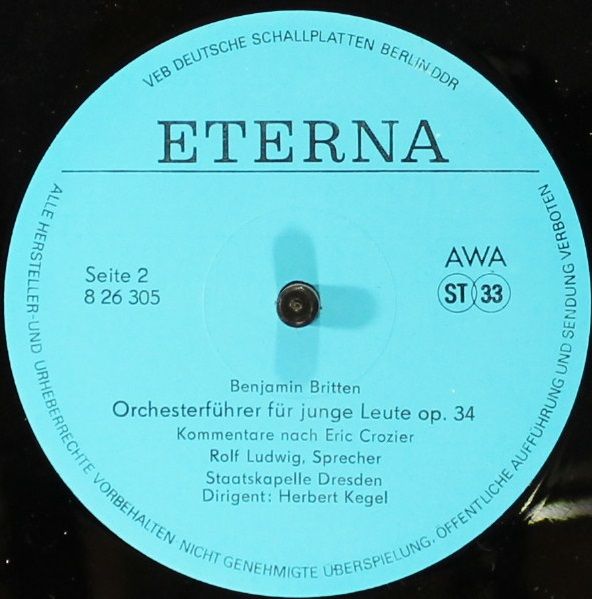 VEB DEUTSCHE SCHALLPLATTEN BERLIN DDR
ETERNA
Seite 2
8 26 305
AWA
ST 33
Benjamin Britten
Orchesterführer für junge Leute op. 34
Kommentare nach Eric Crozier
Rolf Ludwig, Sprecher
Staatskapelle Dresden
Dirigent: Herbert Kegel
ALLE HERSTELLER- UND URHEBERRECHTE VORBEHALTEN NICHT GENEHMIGTE ÜBERSPIELUNG, ÖFFENTLICHE AUFFÜHRUNG UND SENDUNG VERBOTEN